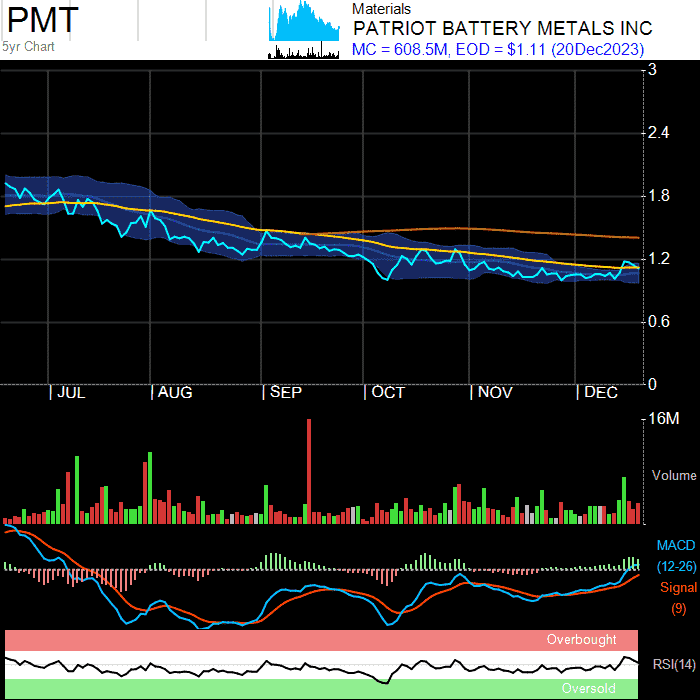 PMT
5yr Chart
Materials
PATRIOT BATTERY METALS INC
MC = 608.5M, EOD = $1.11 (20Dec2023)
3
2.4
1.8
1.2
0.6
0
| JUL | AUG | SEP | OCT | NOV | DEC
16M
Volume
MACD
(12-26)
Signal
(9)
Overbought
RSI(14)
Oversold